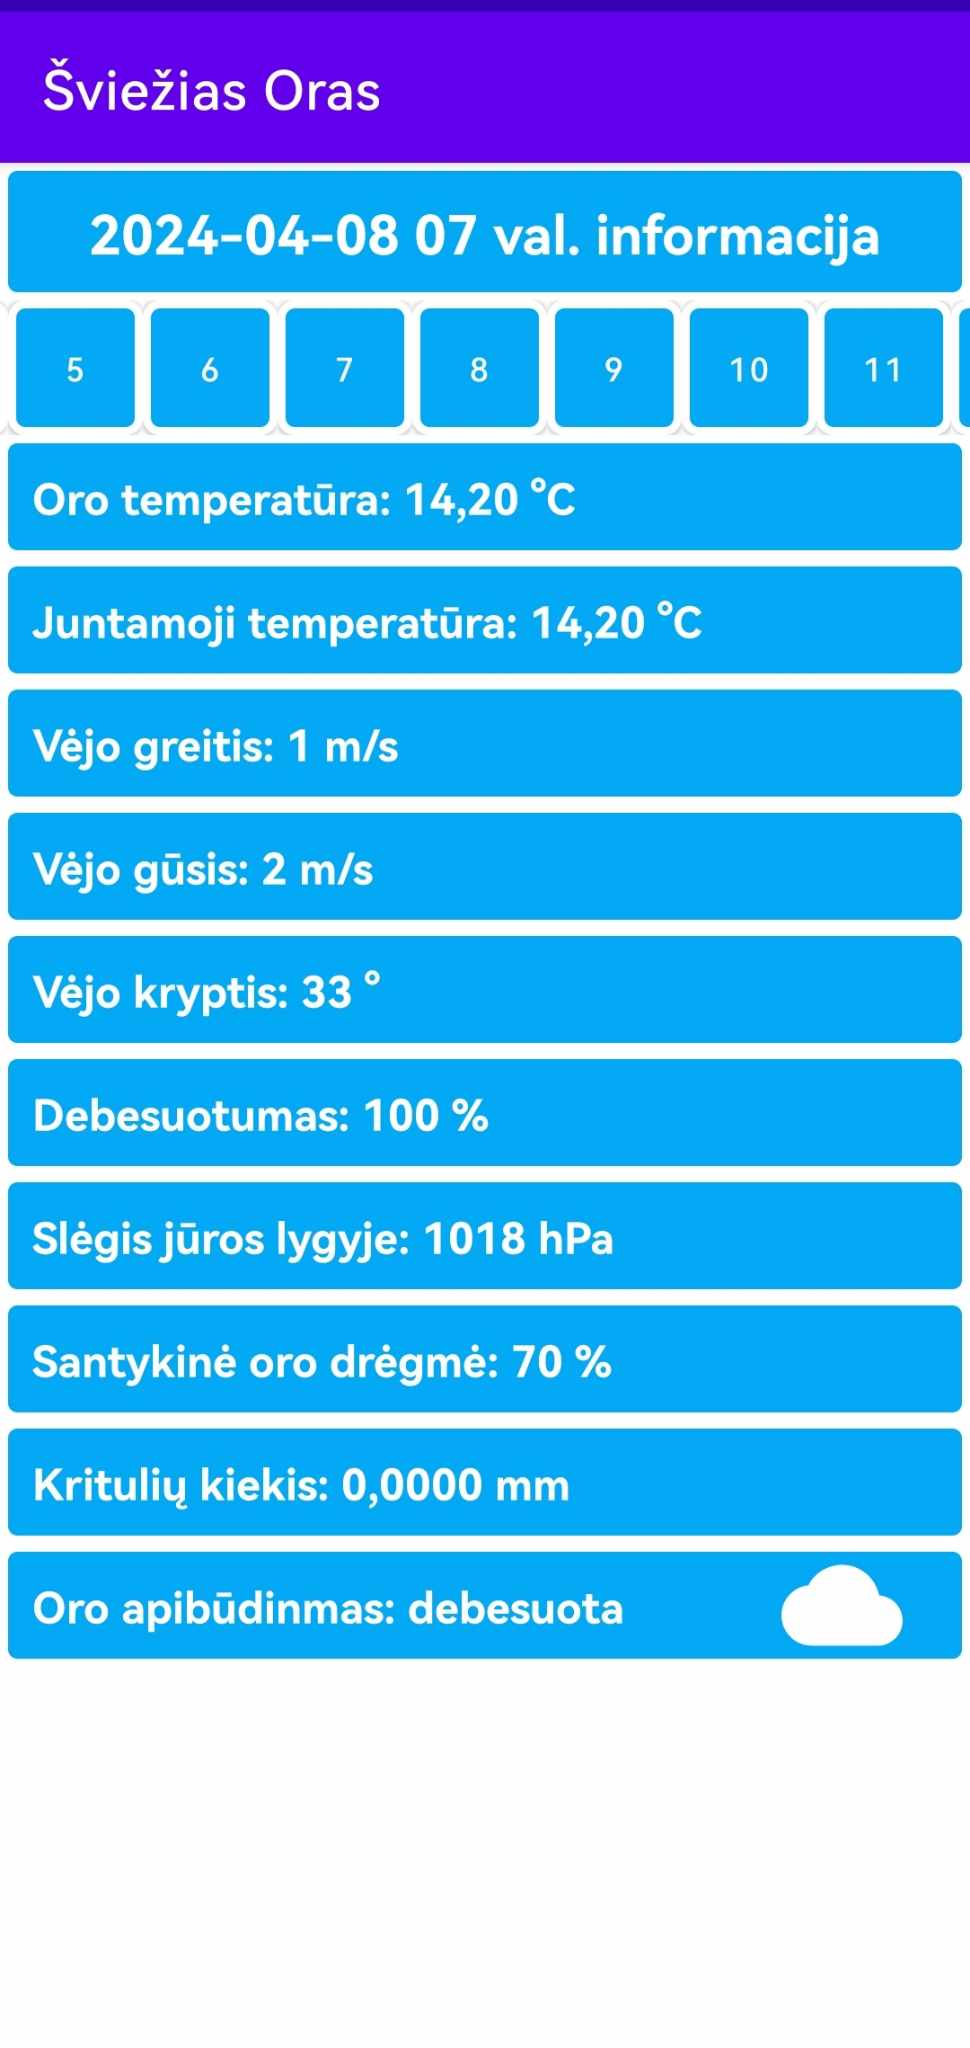 Šviežias Oras
2024-04-08 07 val. informacija
5 6 7 8 9 10 11
Oro temperatūra: 14,20 °C
Juntamoji temperatūra: 14,20 °C
Vėjo greitis: 1 m/s
Vėjo gūsis: 2 m/s
Vėjo kryptis: 33 °
Debesuotumas: 100 %
Slėgis jūros lygyje: 1018 hPa
Santykinė oro drėgmė: 70 %
Kritulių kiekis: 0,0000 mm
Oro apibūdinmas: debesuota